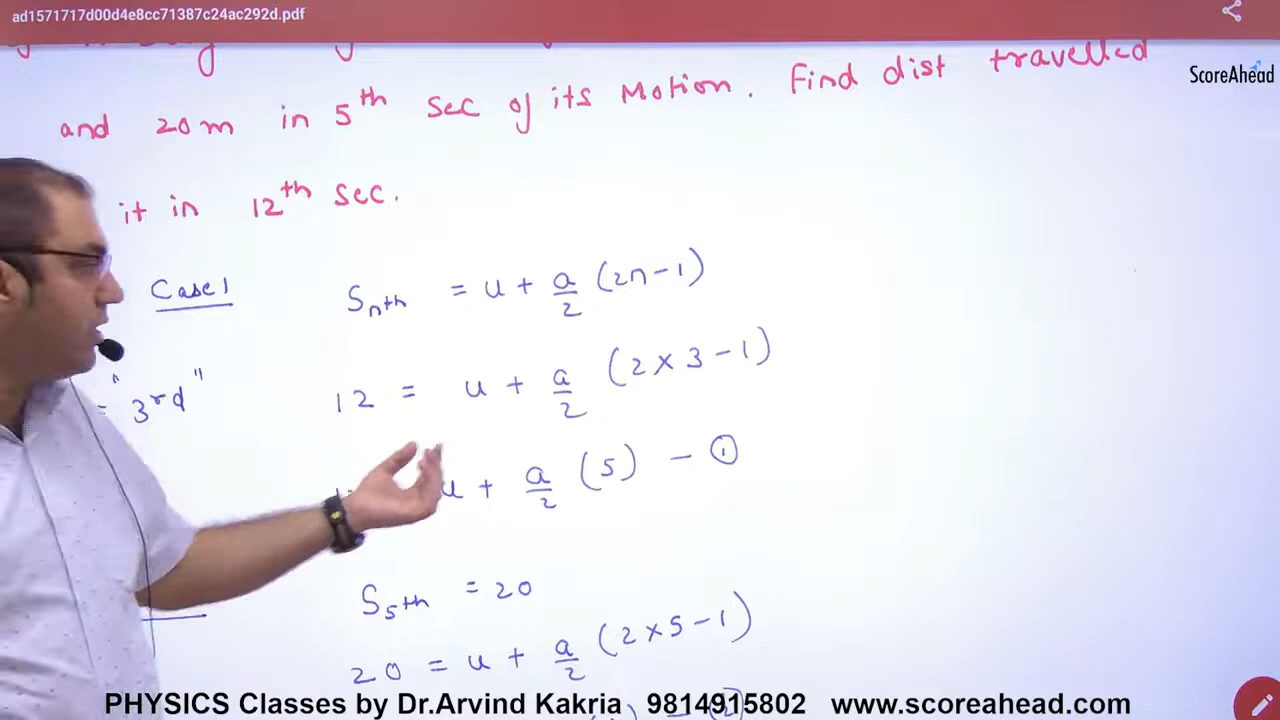 ad1571717d00d4e8cc71387c24ac292d.pdf
ScoreAhead
and 20m in 5th Sec of its Motion. Find dist travelled
it in 12th Sec.
Case 1
Snth = u + a/2 (2n-1)
"3rd"
12 = u + a/2 (2×3-1)
u + a/2 (5) - ①
S5th = 20
20 = u + a/2 (2×5-1)
PHYSICS Classes by Dr.Arvind Kakria 9814915802 www.scoreahead.com